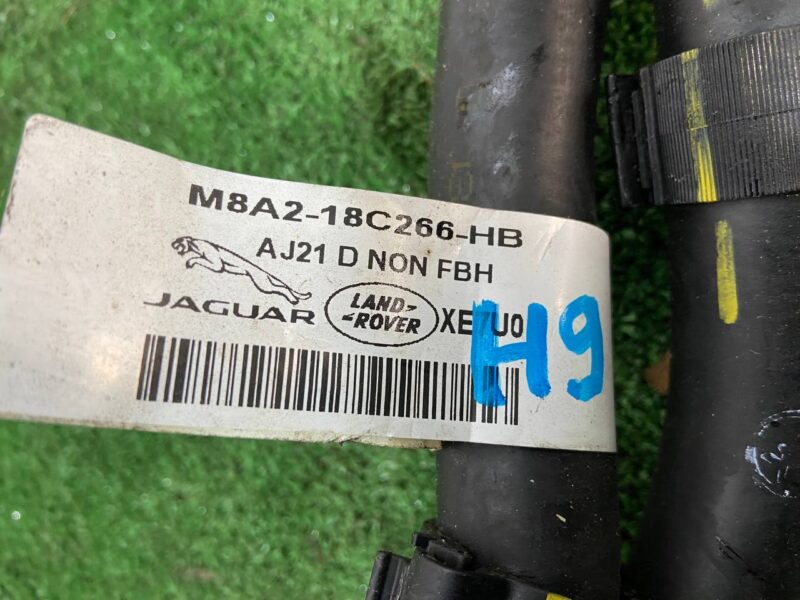 M8A2-18C266-HB
AJ21 D NON FBH
JAGUAR LAND-ROVER XE7U0
H9